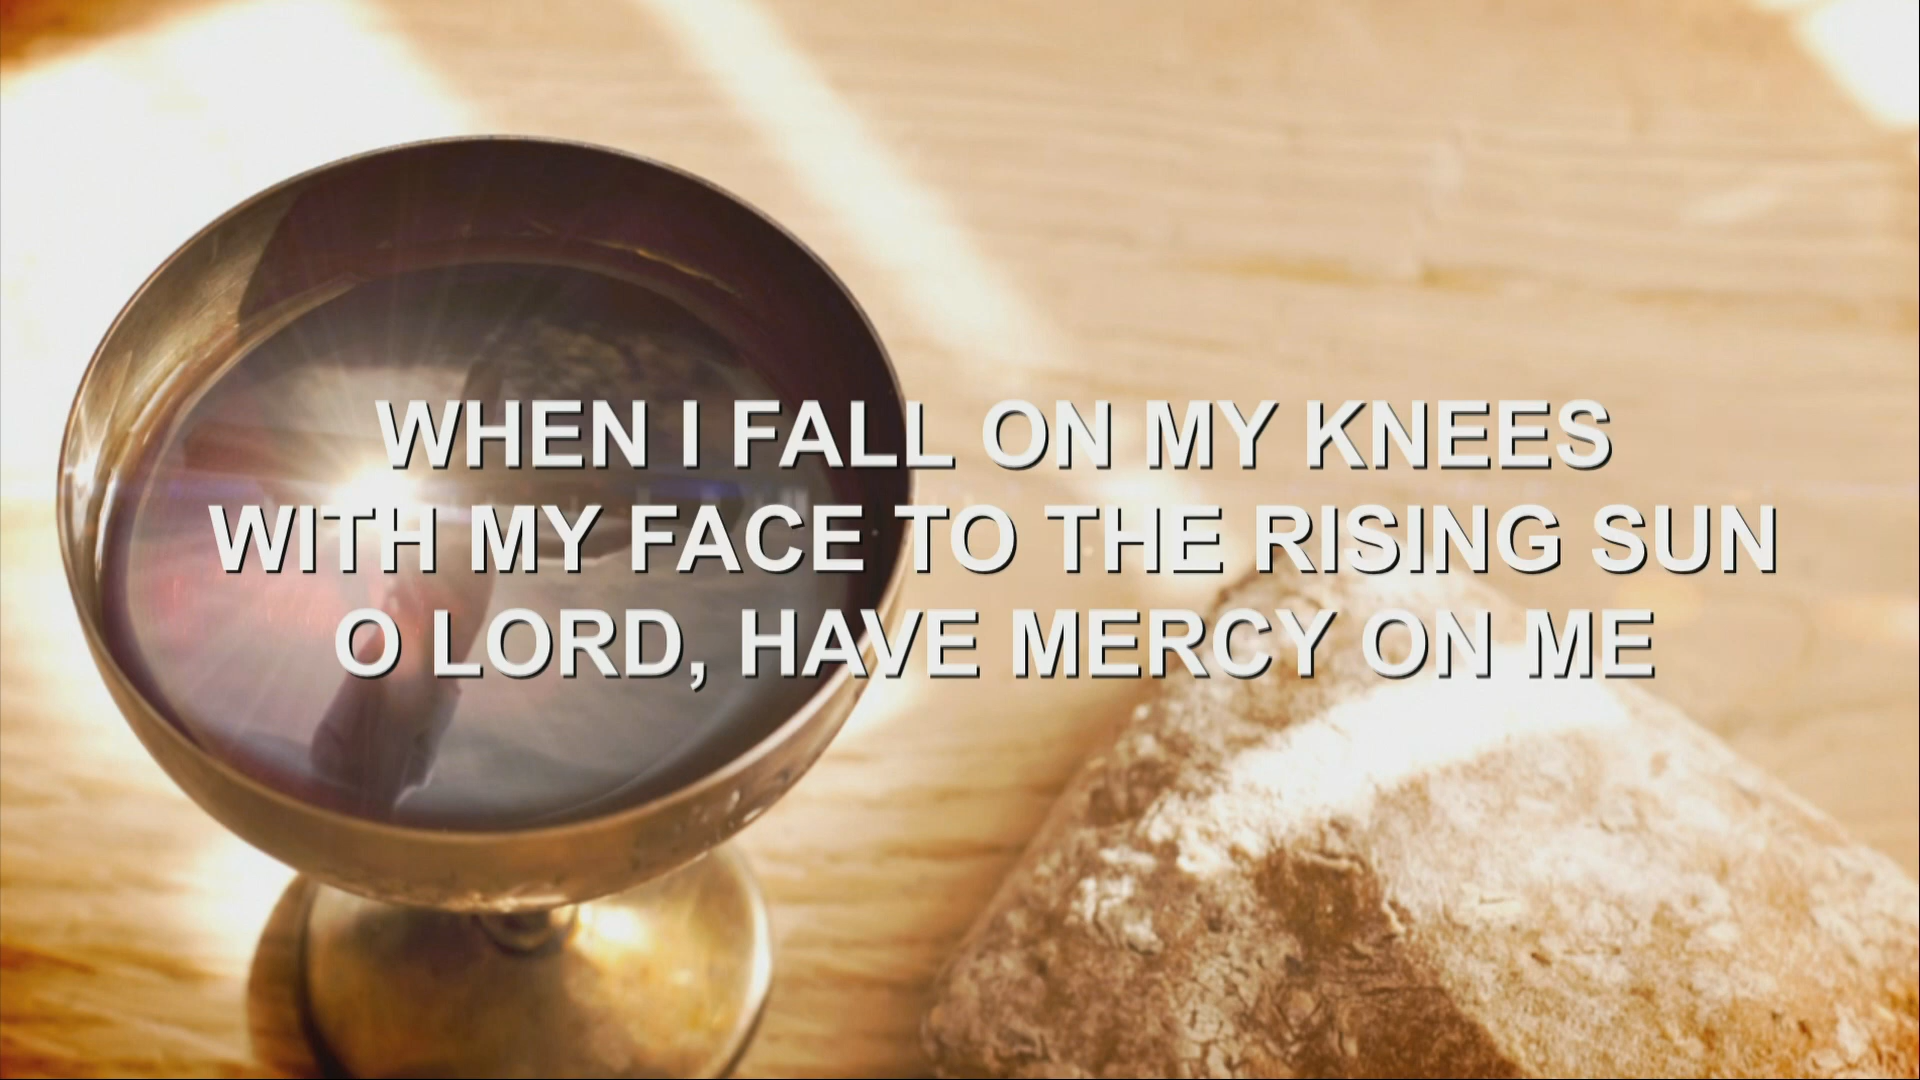 WHEN I FALL ON MY KNEES
WITH MY FACE TO THE RISING SUN
O LORD, HAVE MERCY ON ME